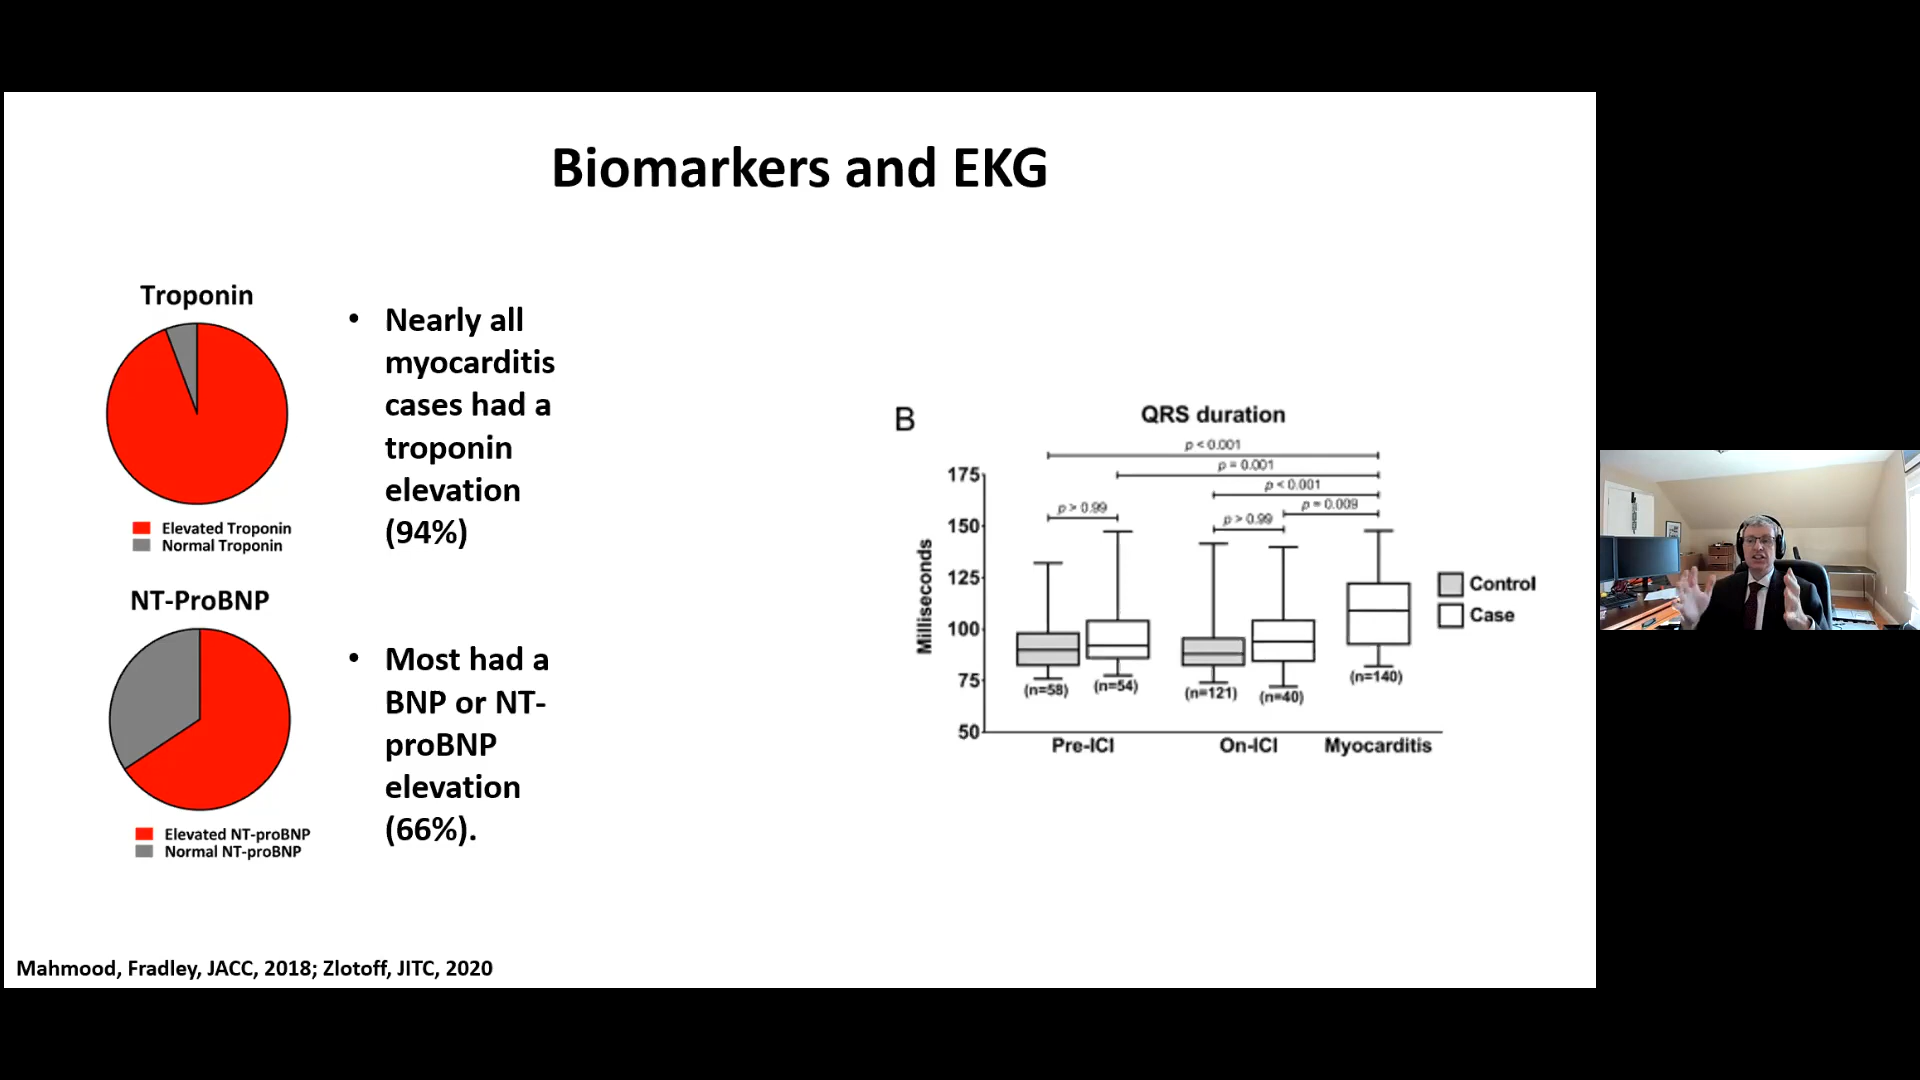 Biomarkers and EKG
Troponin
Elevated Troponin
Normal Troponin
• Nearly all
myocarditis
cases had a
troponin
elevation
(94%)
NT-ProBNP
Elevated NT-proBNP
Normal NT-proBNP
• Most had a
BNP or NT-
proBNP
elevation
(66%).
B
QRS duration
p < 0.001
p = 0.001
p < 0.001
p = 0.009
p > 0.99
p > 0.99
Milliseconds
175
150
125
100
75
50
(n=58)
(n=54)
(n=121)
(n=40)
(n=140)
Pre-ICI
On-ICI
Myocarditis
Control
Case
Mahmood, Fradley, JACC, 2018; Zlotoff, JITC, 2020